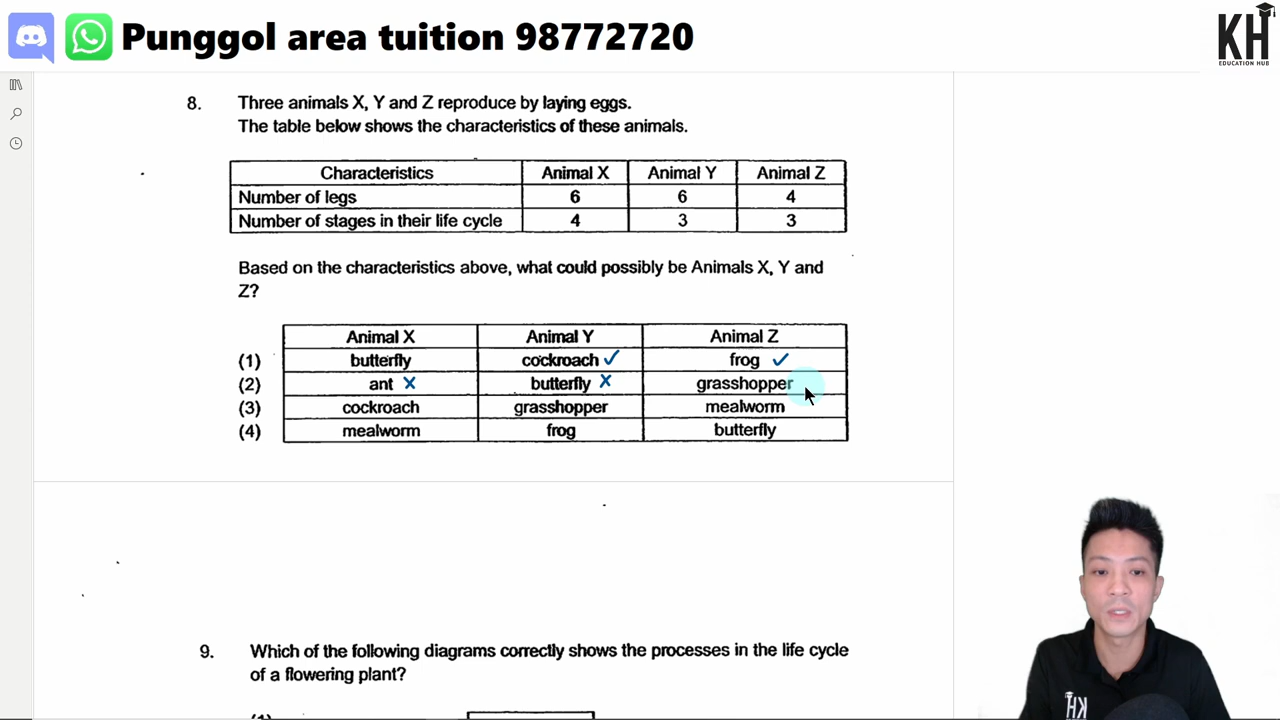 Punggol area tuition 98772720
KH
EDUCATION HUB
8. Three animals X, Y and Z reproduce by laying eggs.
The table below shows the characteristics of these animals.
Characteristics Animal X Animal Y Animal Z
Number of legs 6 6 4
Number of stages in their life cycle 4 3 3
Based on the characteristics above, what could possibly be Animals X, Y and
Z?
Animal X Animal Y Animal Z
(1) butterfly cockroach ✓ frog ✓
(2) ant X butterfly X grasshopper
(3) cockroach grasshopper mealworm
(4) mealworm frog butterfly
9. Which of the following diagrams correctly shows the processes in the life cycle
of a flowering plant?
(1)
KH